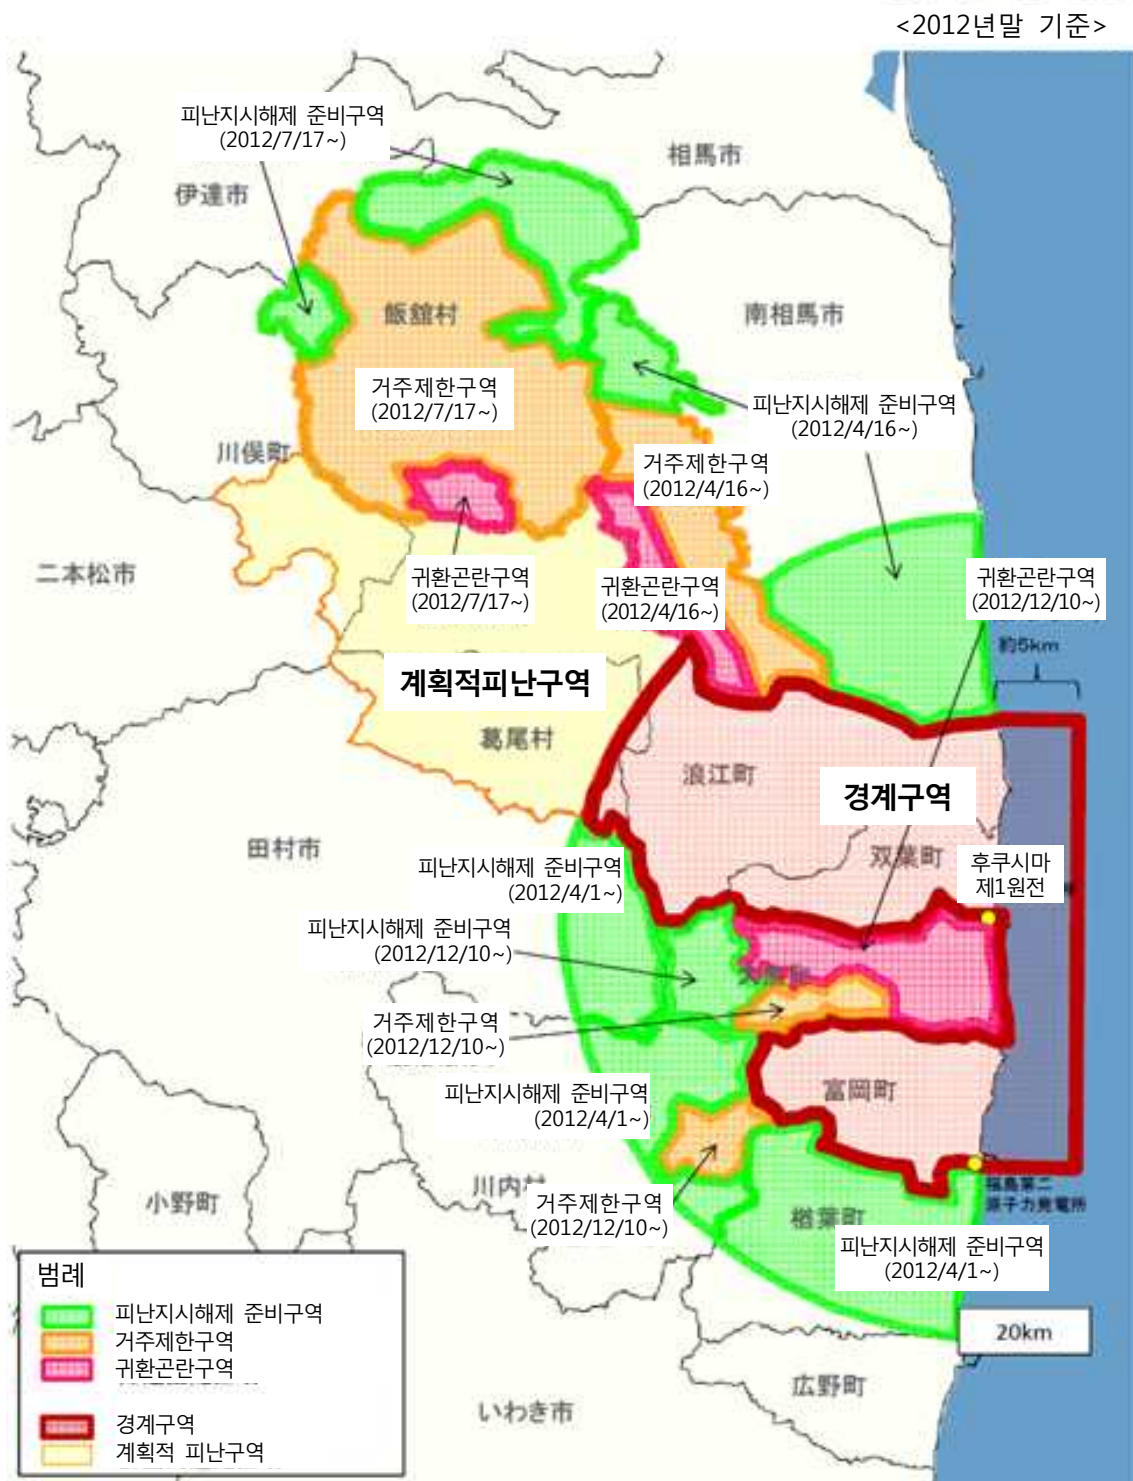 <2012년말 기준>
피난지시해제 준비구역
(2012/7/17~)
相馬市
伊達市
飯舘村
南相馬市
거주제한구역
(2012/7/17~)
피난지시해제 준비구역
(2012/4/16~)
川俣町
거주제한구역
(2012/4/16~)
二本松市
귀환곤란구역
(2012/7/17~)
귀환곤란구역
(2012/4/16~)
귀환곤란구역
(2012/12/10~)
約5km
계획적피난구역
葛尾村
浪江町
경계구역
田村市
双葉町
후쿠시마
제1원전
피난지시해제 준비구역
(2012/4/1~)
피난지시해제 준비구역
(2012/12/10~)
거주제한구역
(2012/12/10~)
피난지시해제 준비구역
(2012/4/1~)
富岡町
川内村
小野町
거주제한구역
(2012/12/10~)
福島第二
原子力発電所
楢葉町
피난지시해제 준비구역
(2012/4/1~)
20km
広野町
いわき市
범례
피난지시해제 준비구역
거주제한구역
귀환곤란구역
경계구역
계획적 피난구역